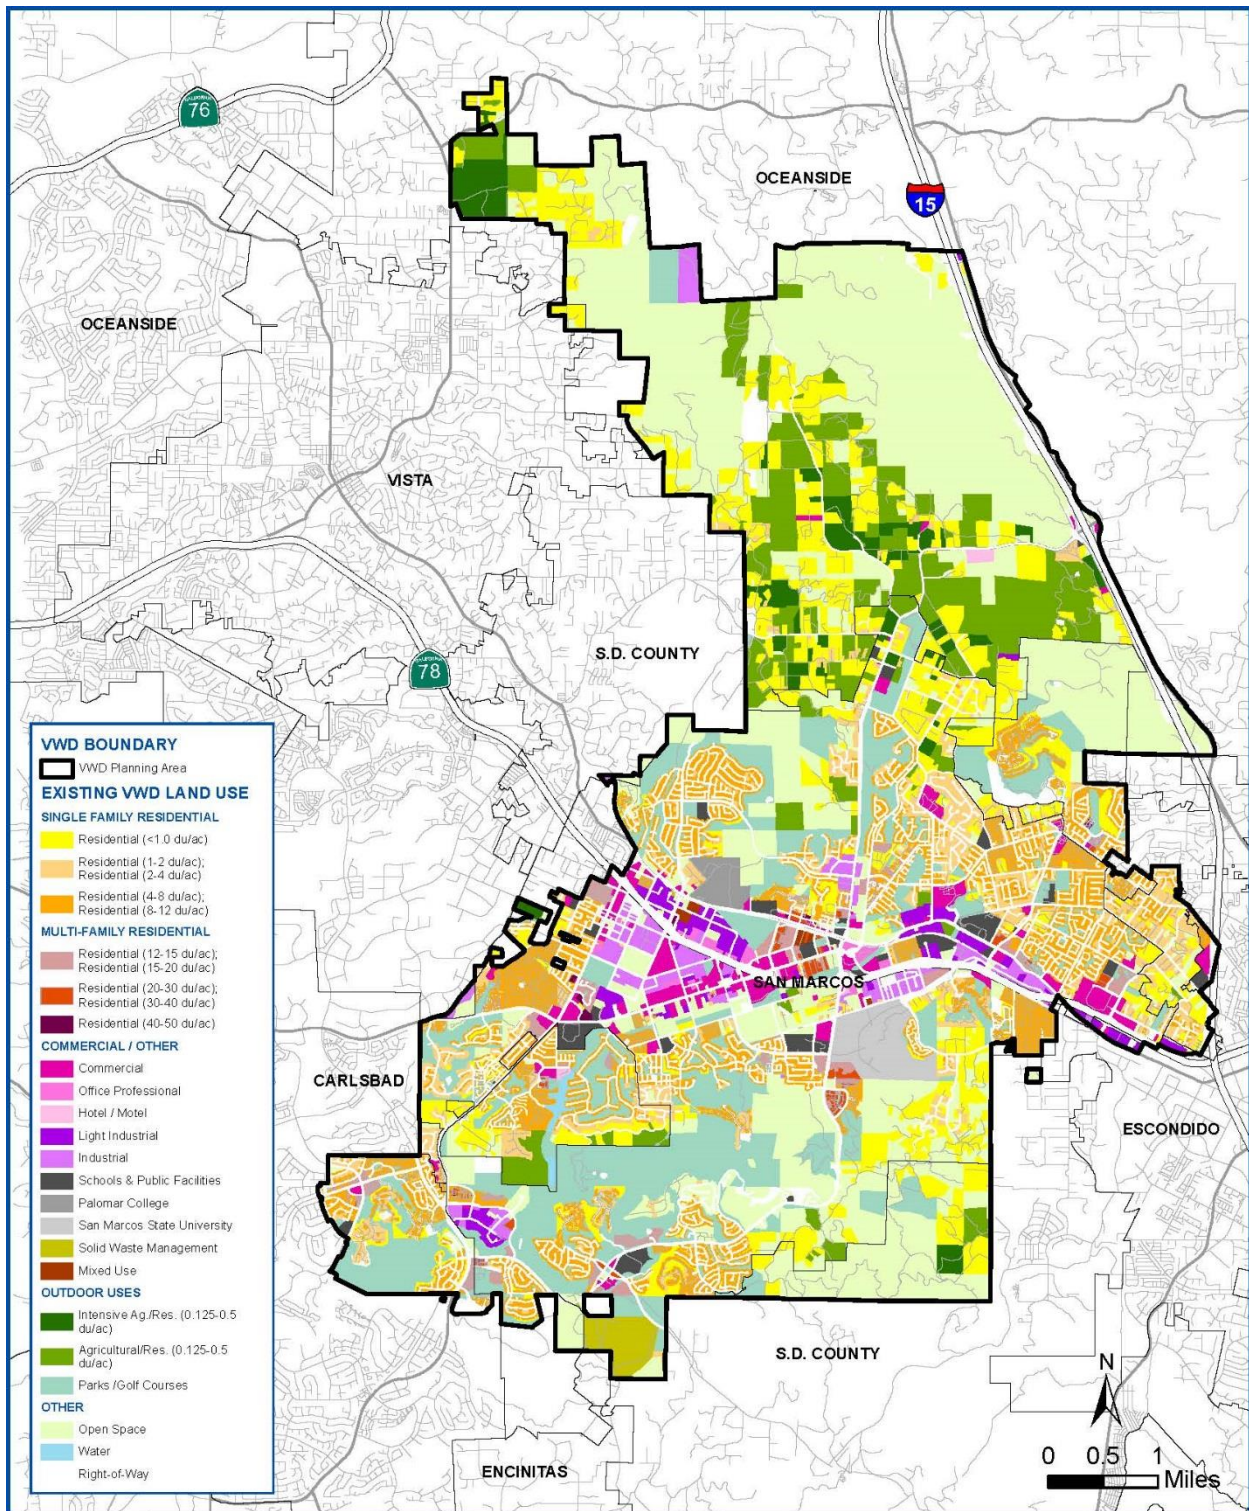 CALIFORNIA
76
OCEANSIDE
15
OCEANSIDE
VISTA
S.D. COUNTY
CALIFORNIA
78
VWD BOUNDARY
VWD Planning Area
EXISTING VWD LAND USE
SINGLE FAMILY RESIDENTIAL
Residential (<1.0 du/ac)
Residential (1-2 du/ac);
Residential (2-4 du/ac)
Residential (4-8 du/ac);
Residential (8-12 du/ac)
MULTI-FAMILY RESIDENTIAL
Residential (12-15 du/ac);
Residential (15-20 du/ac)
Residential (20-30 du/ac);
Residential (30-40 du/ac)
Residential (40-50 du/ac)
COMMERCIAL / OTHER
Commercial
Office Professional
Hotel / Motel
Light Industrial
Industrial
Schools & Public Facilities
Palomar College
San Marcos State University
Solid Waste Management
Mixed Use
OUTDOOR USES
Intensive Ag./Res. (0.125-0.5
du/ac)
Agricultural/Res. (0.125-0.5
du/ac)
Parks /Golf Courses
OTHER
Open Space
Water
Right-of-Way
SAN MARCOS
CARLSBAD
ESCONDIDO
S.D. COUNTY
ENCINITAS
N
0 0.5 1
Miles